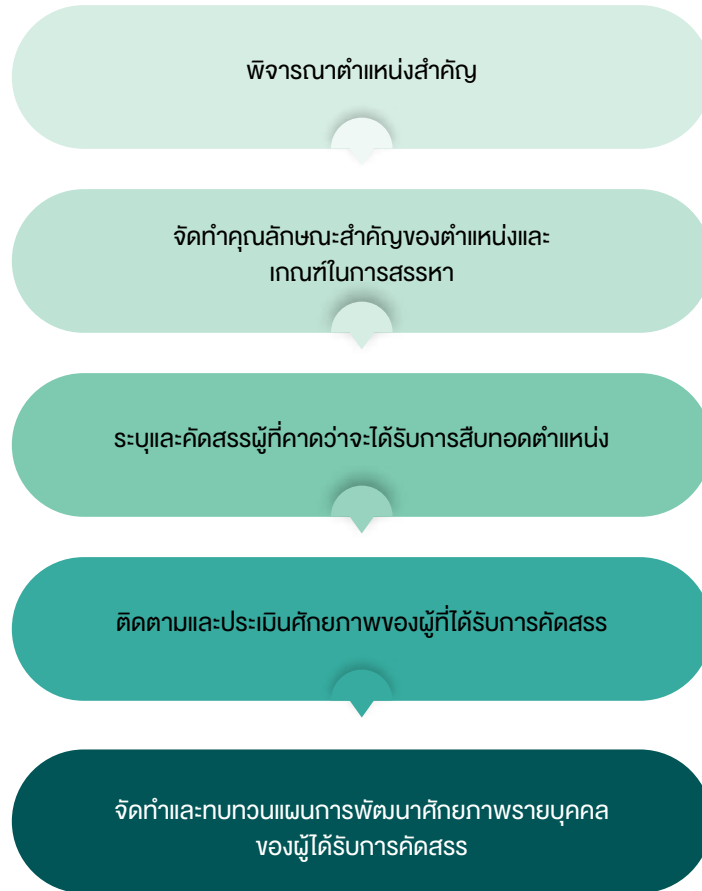 พิจารณาตำแหน่งสำคัญ
จัดทำคุณลักษณะสำคัญของตำแหน่งและ
เกณฑ์ในการสรรหา
ระบุและคัดสรรผู้ที่คาดว่าจะได้รับการสืบทอดตำแหน่ง
ติดตามและประเมินศักยภาพของผู้ที่ได้รับการคัดสรร
จัดทำและทบทวนแผนการพัฒนาศักยภาพรายบุคคล
ของผู้ได้รับการคัดสรร